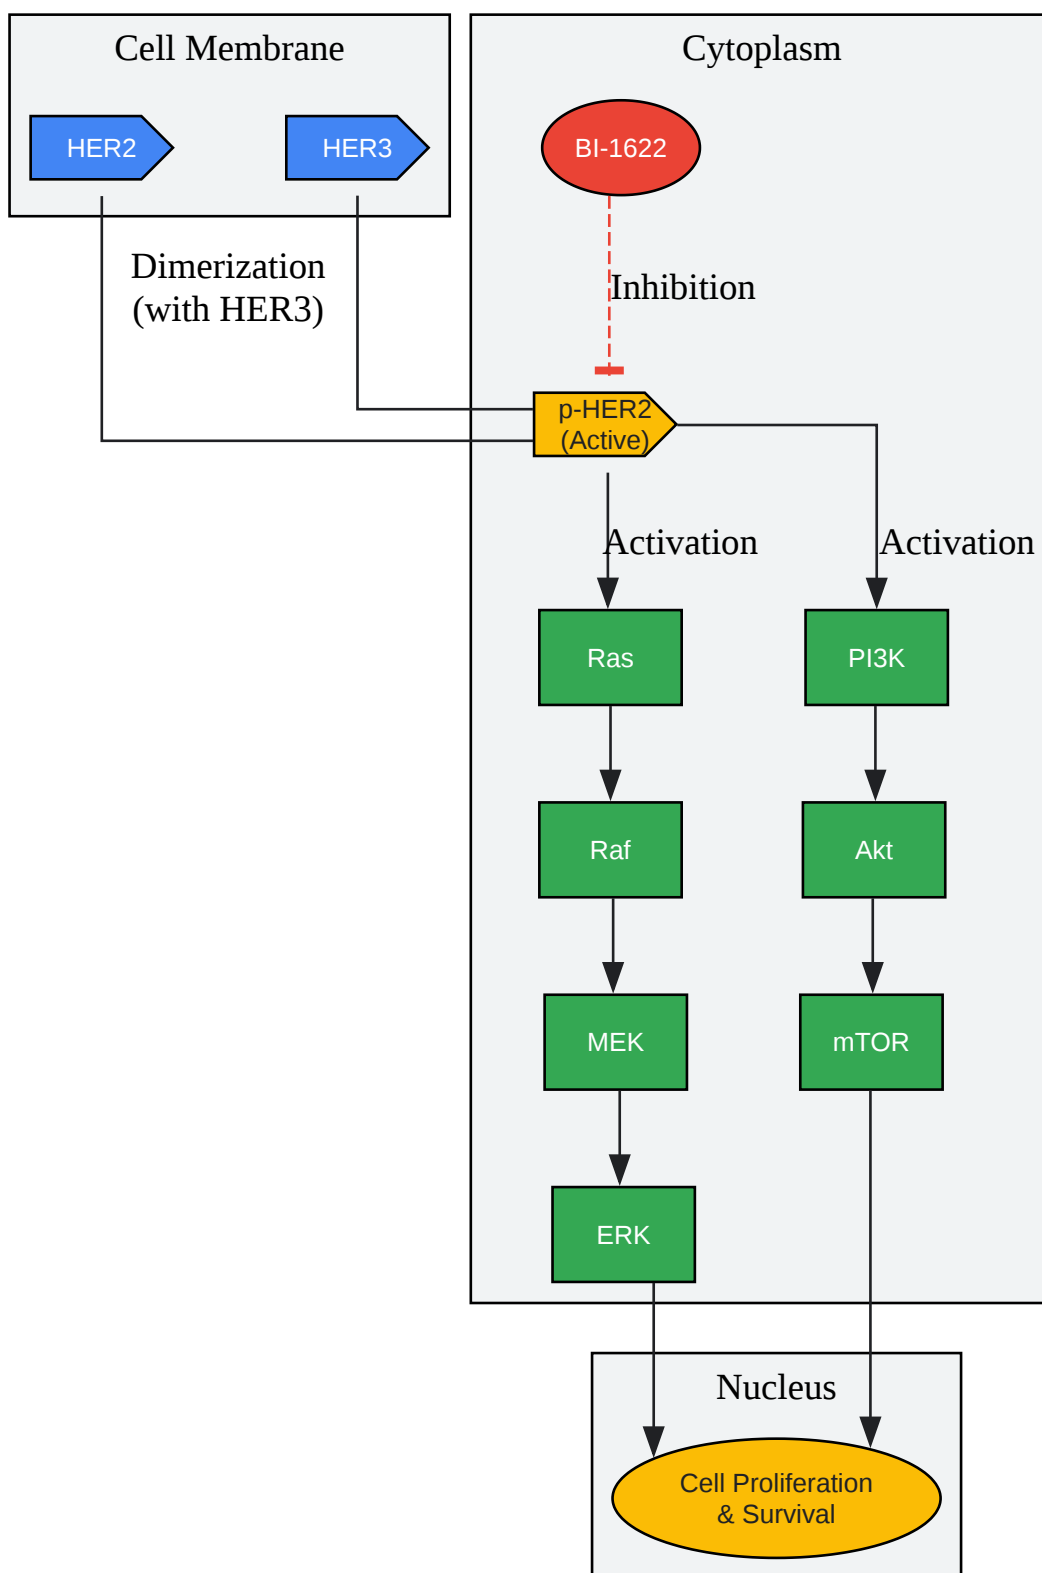 Cell Membrane
Cytoplasm
HER2
HER3
BI-1622
Dimerization
(with HER3)
Inhibition
p-HER2
(Active)
Activation
Activation
Ras
PI3K
Raf
Akt
MEK
mTOR
ERK
Nucleus
Cell Proliferation
& Survival